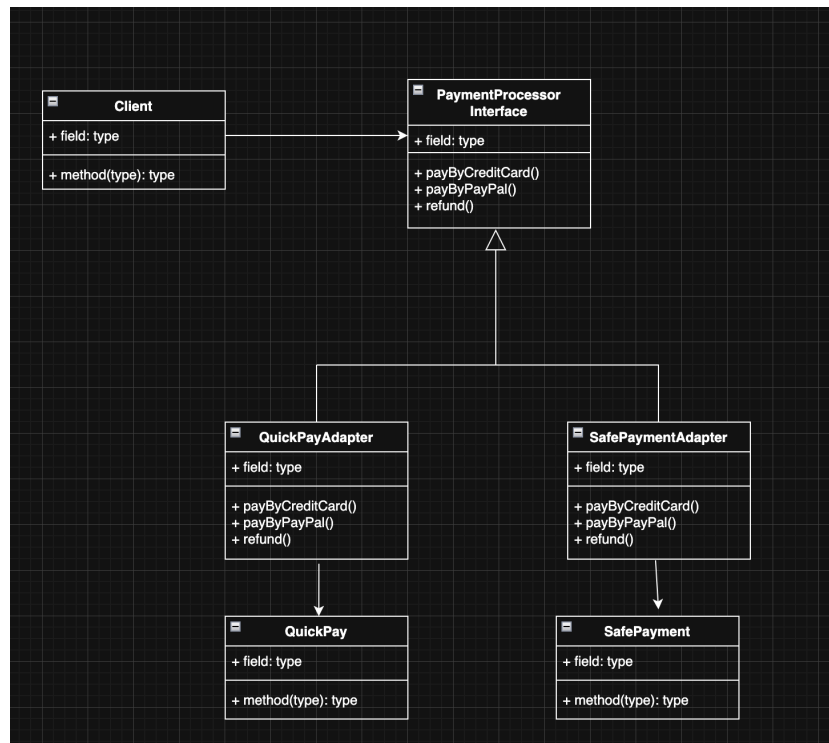 Client
+ field: type
+ method(type): type
PaymentProcessor
Interface
+ field: type
+ payByCreditCard()
+ payByPayPal()
+ refund()
QuickPayAdapter
+ field: type
+ payByCreditCard()
+ payByPayPal()
+ refund()
SafePaymentAdapter
+ field: type
+ payByCreditCard()
+ payByPayPal()
+ refund()
QuickPay
+ field: type
+ method(type): type
SafePayment
+ field: type
+ method(type): type